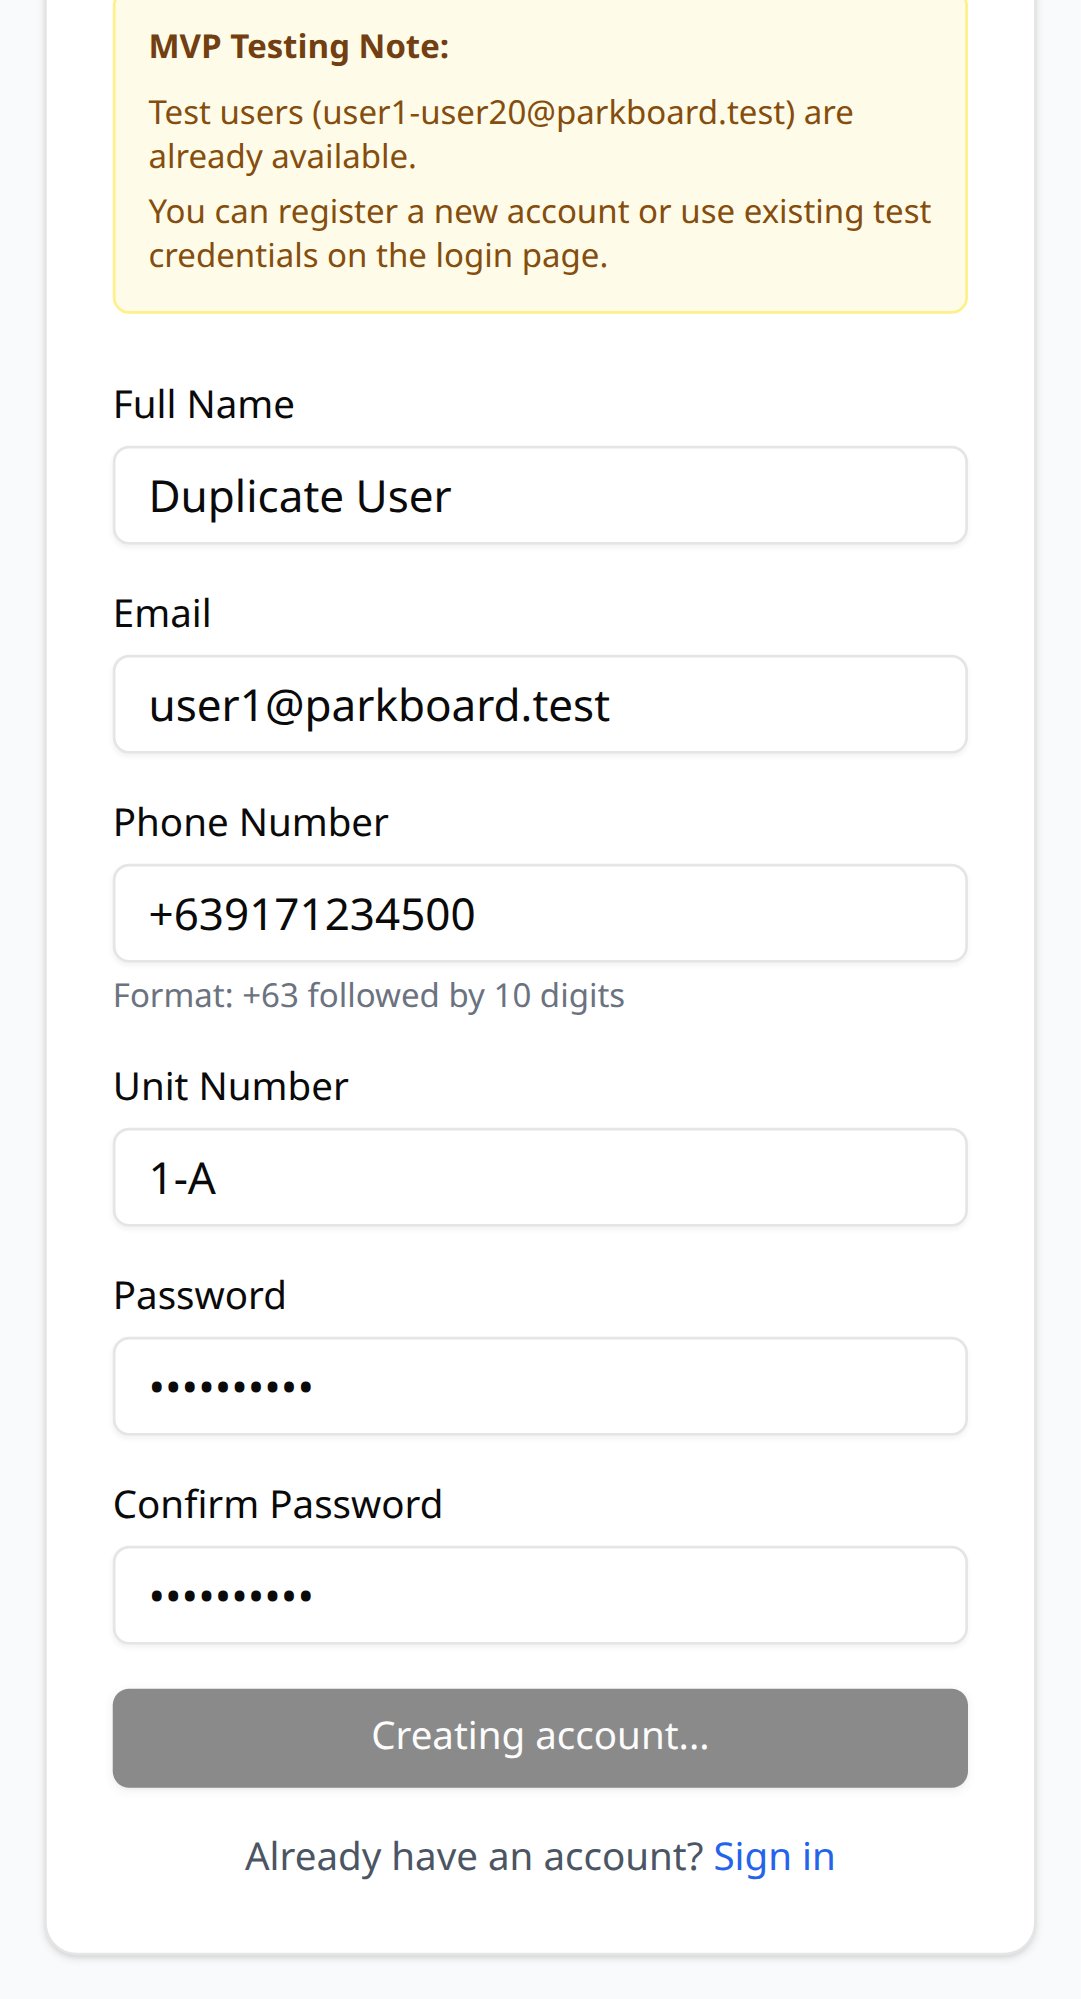 MVP Testing Note:
Test users (user1-user20@parkboard.test) are
already available.
You can register a new account or use existing test
credentials on the login page.
Full Name
Duplicate User
Email
user1@parkboard.test
Phone Number
+639171234500
Format: +63 followed by 10 digits
Unit Number
1-A
Password
••••••••••
Confirm Password
••••••••••
Creating account...
Already have an account? Sign in